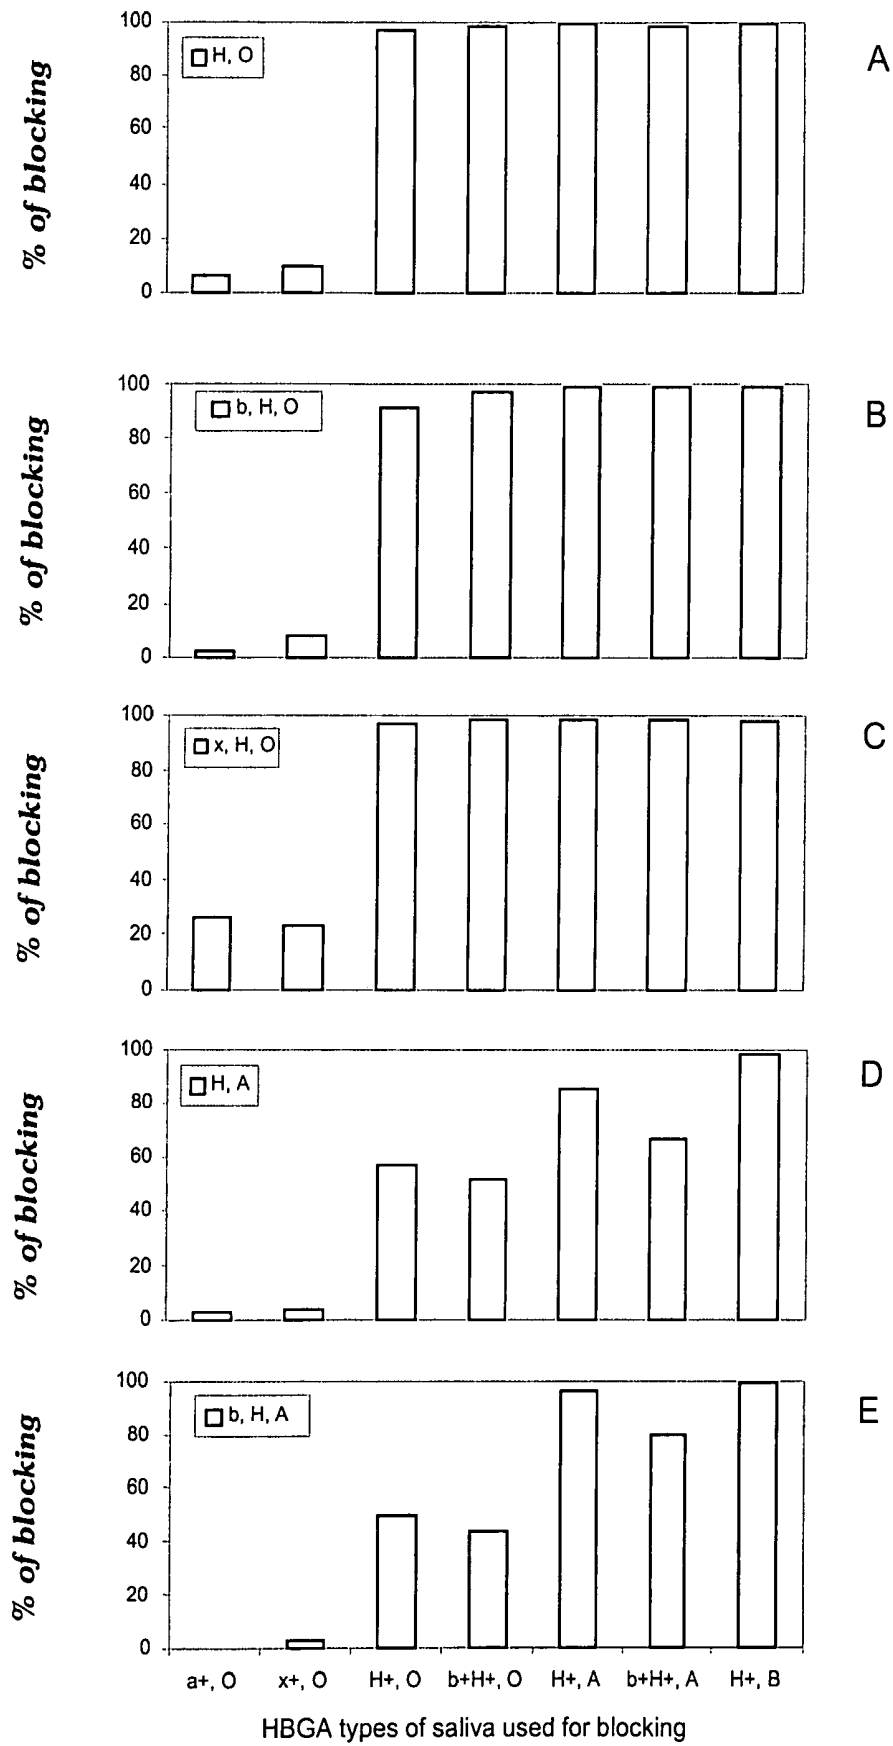 100
80
60
40
20
0
% of blocking
H, O
A
100
80
60
40
20
0
% of blocking
b, H, O
B
100
80
60
40
20
0
% of blocking
x, H, O
C
100
80
60
40
20
0
% of blocking
H, A
D
100
80
60
40
20
0
% of blocking
b, H, A
E
a+, O x+, O H+, O b+H+, O H+, A b+H+, A H+, B
HBGA types of saliva used for blocking